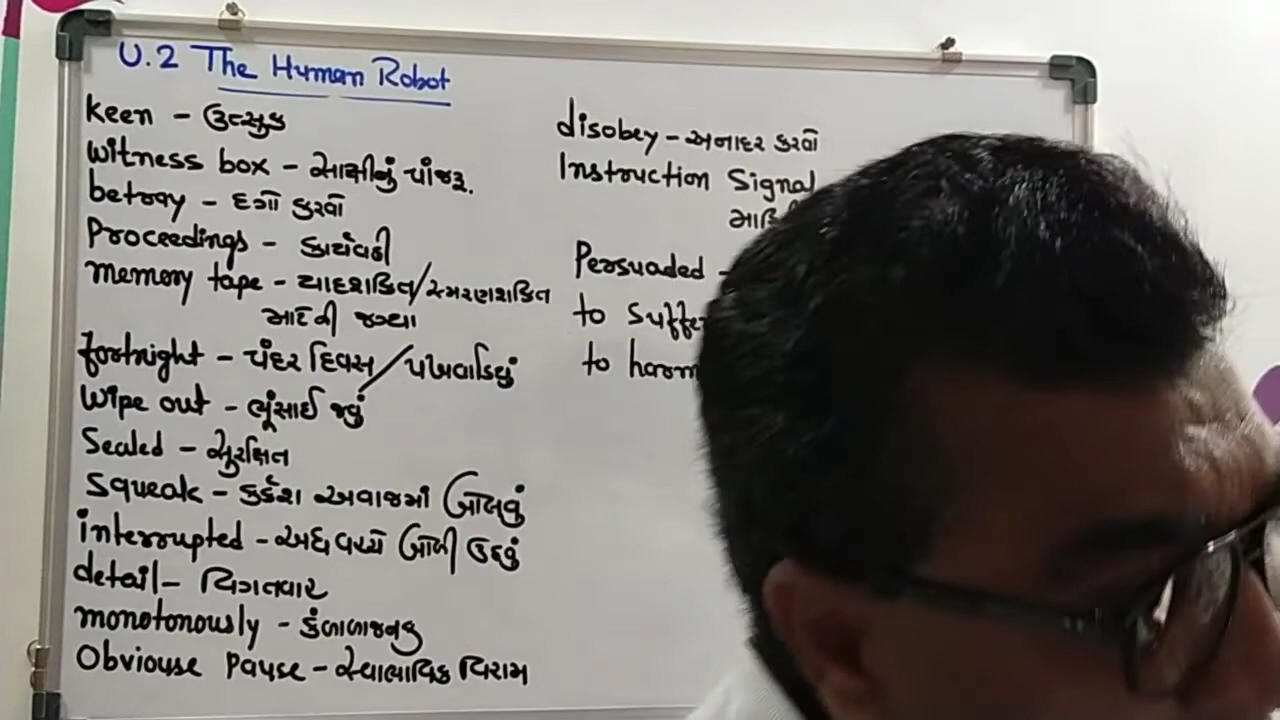 U.2 The Human Robot
keen - ઉત્સુક
witness box - સાક્ષીનું પાંજરૂ.
betray - દગો કરવો
Proceedings - કાર્યવહી
memory tape - યાદશકિત/સ્મરણશકિત
માટેની જગ્યા
fortnight - પંદર દિવસ / પખવાડિયું
Wipe out - ભૂંસાઈ જવું
Sealed - સુરક્ષિત
Squeak - કર્કશ અવાજમાં બોલવું
interrupted - અધવચ્ચે બોલી ઉઠવું
detail - વિગતવાર
monotonously - કંળાળાજનક
Obviouse pause - સ્વાભાવિક વિરામ
disobey - અનાદર કરવો
Instruction Signal
Persuaded -
to
to harm